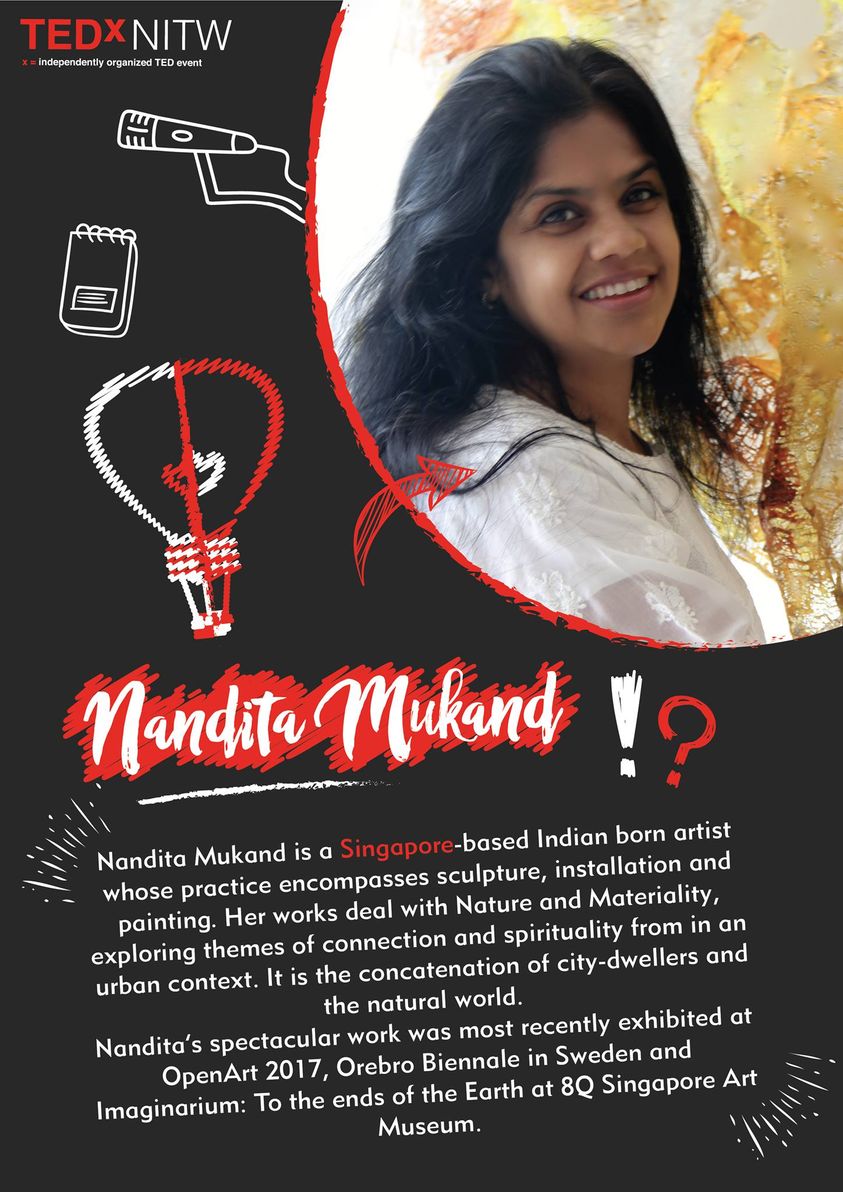 TEDxNITW
x = independently organized TED event
Nandita Mukand !?
Nandita Mukand is a Singapore-based Indian born artist
whose practice encompasses sculpture, installation and
painting. Her works deal with Nature and Materiality,
exploring themes of connection and spirituality from in an
urban context. It is the concatenation of city-dwellers and
the natural world.
Nandita's spectacular work was most recently exhibited at
OpenArt 2017, Orebro Biennale in Sweden and
Imaginarium: To the ends of the Earth at 8Q Singapore Art
Museum.